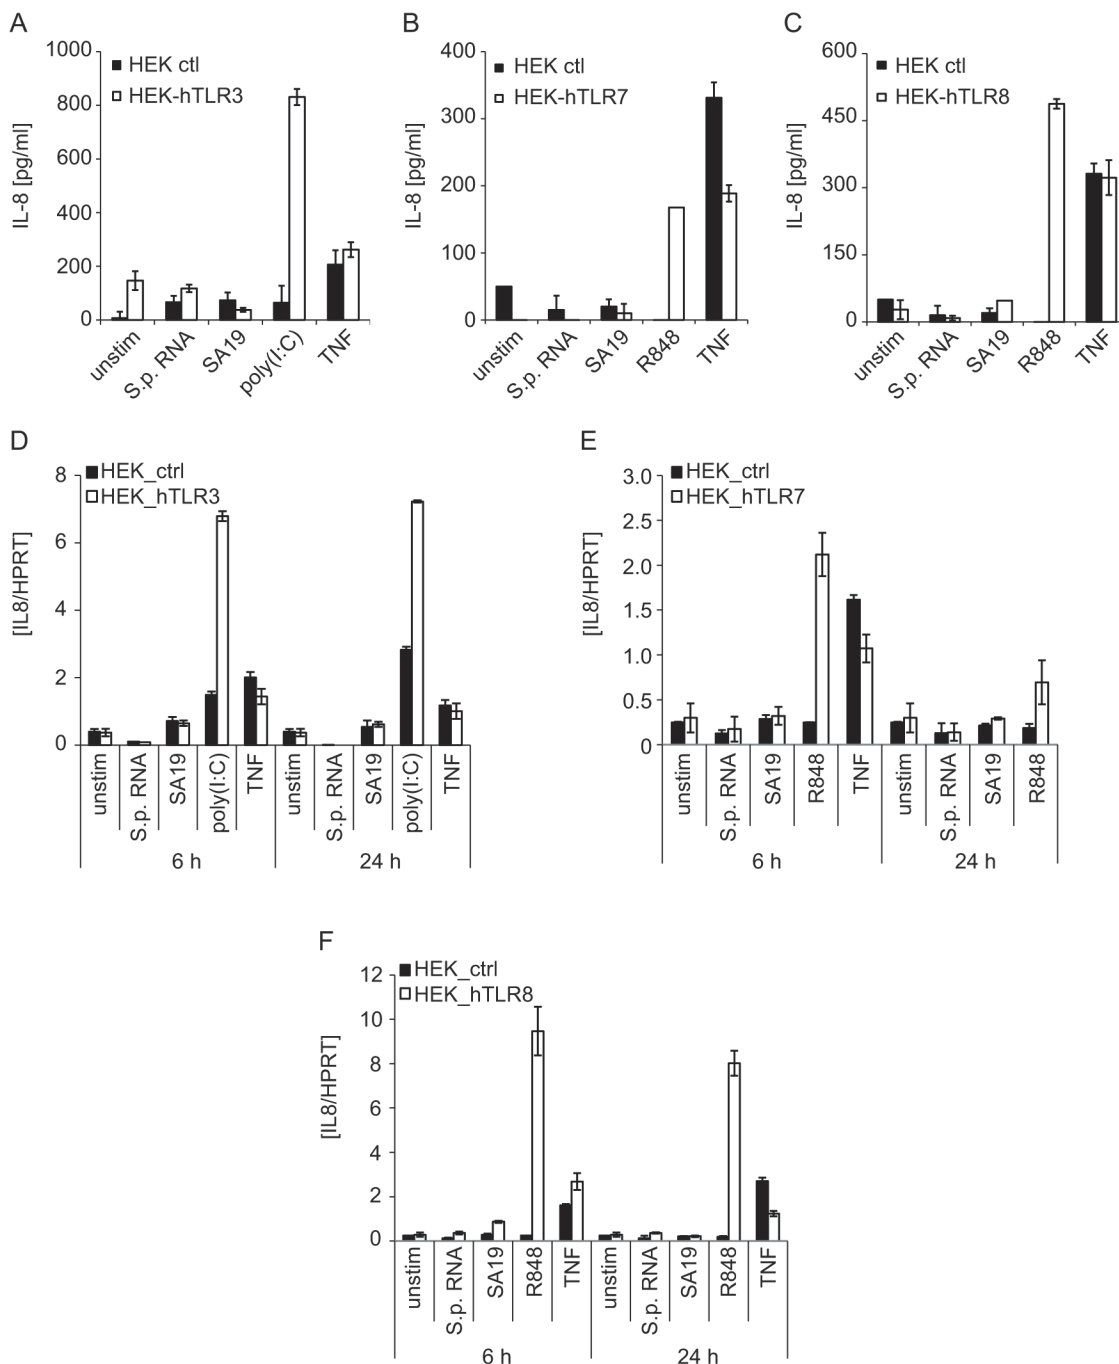 A
IL-8 [pg/ml]
1000
800
600
400
200
0
HEK ctl
HEK-hTLR3
unstim
S.p. RNA
SA19
poly(I:C)
TNF
B
IL-8 [pg/ml]
400
300
200
100
0
HEK ctl
HEK-hTLR7
unstim
S.p. RNA
SA19
R848
TNF
C
IL-8 [pg/ml]
600
450
300
150
0
HEK ctl
HEK-hTLR8
unstim
S.p. RNA
SA19
R848
TNF
D
[IL8/HPRT]
8
6
4
2
0
HEK_ctrl
HEK_hTLR3
unstim
S.p. RNA
SA19
poly(I:C)
TNF
unstim
S.p. RNA
SA19
poly(I:C)
TNF
6 h
24 h
E
[IL8/HPRT]
3.0
2.5
2.0
1.5
1.0
0.5
0
HEK_ctrl
HEK_hTLR7
unstim
S.p. RNA
SA19
R848
TNF
unstim
S.p. RNA
SA19
R848
6 h
24 h
F
[IL8/HPRT]
12
10
8
6
4
2
0
HEK_ctrl
HEK_hTLR8
unstim
S.p. RNA
SA19
R848
TNF
unstim
S.p. RNA
SA19
R848
TNF
6 h
24 h